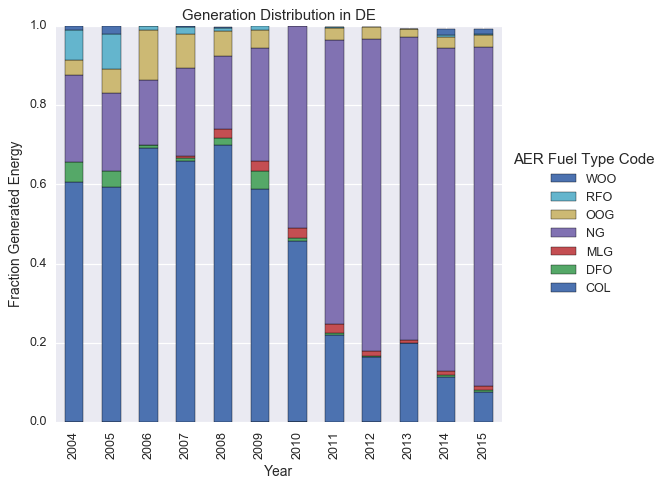 Generation Distribution in DE
1.0
0.8
0.6
0.4
0.2
0.0
Fraction Generated Energy
2004
2005
2006
2007
2008
2009
2010
2011
2012
2013
2014
2015
Year
AER Fuel Type Code
WOO
RFO
OOG
NG
MLG
DFO
COL